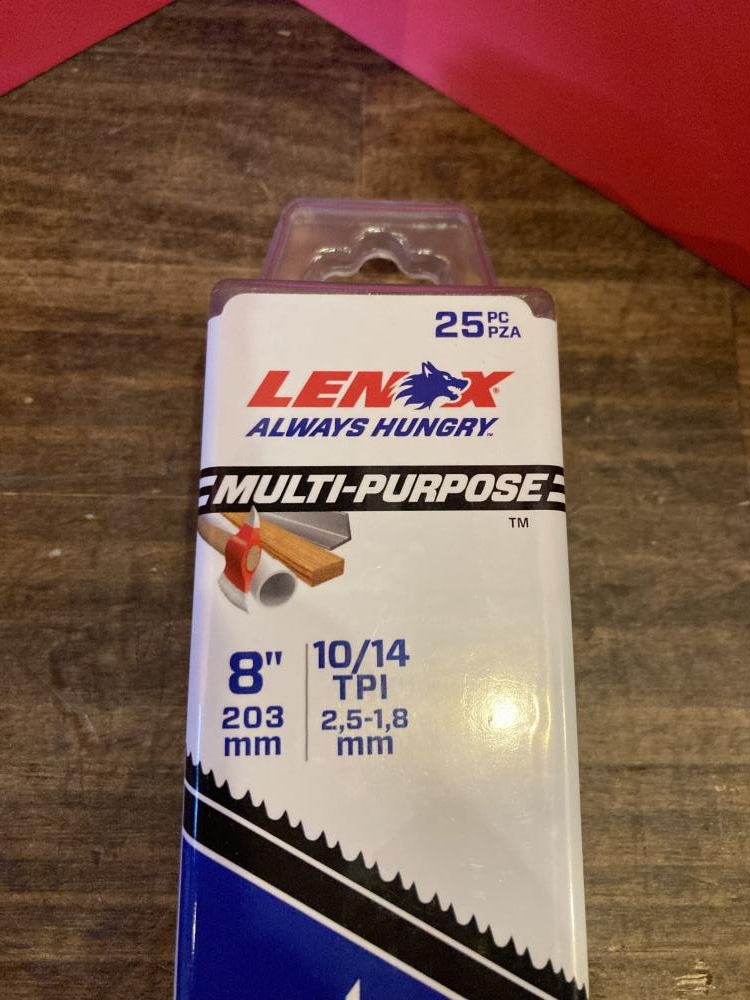 25 PC
PZA
LENOX®
ALWAYS HUNGRY™
MULTI-PURPOSE
™
8"
203
mm
10/14
TPI
2,5-1,8
mm